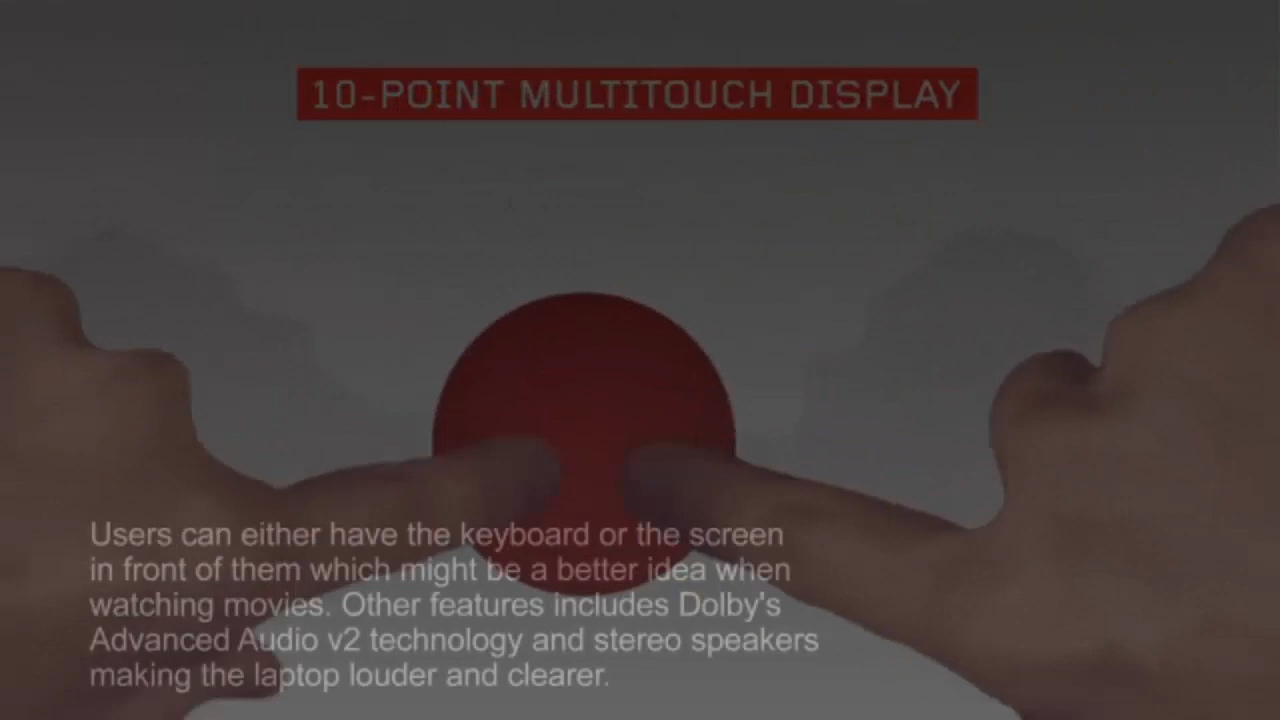 10-POINT MULTITOUCH DISPLAY
Users can either have the keyboard or the screen
in front of them which might be a better idea when
watching movies. Other features includes Dolby's
Advanced Audio v2 technology and stereo speakers
making the laptop louder and clearer.